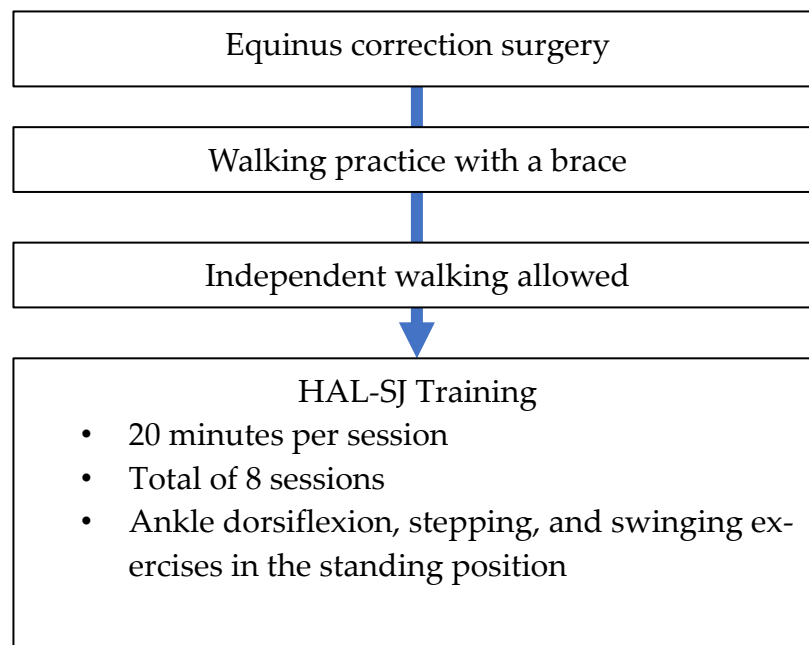 Equinus correction surgery
Walking practice with a brace
Independent walking allowed
HAL-SJ Training
• 20 minutes per session
• Total of 8 sessions
• Ankle dorsiflexion, stepping, and swinging ex-
ercises in the standing position